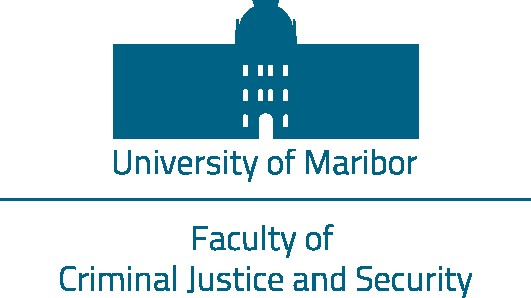 University of Maribor
Faculty of
Criminal Justice and Security